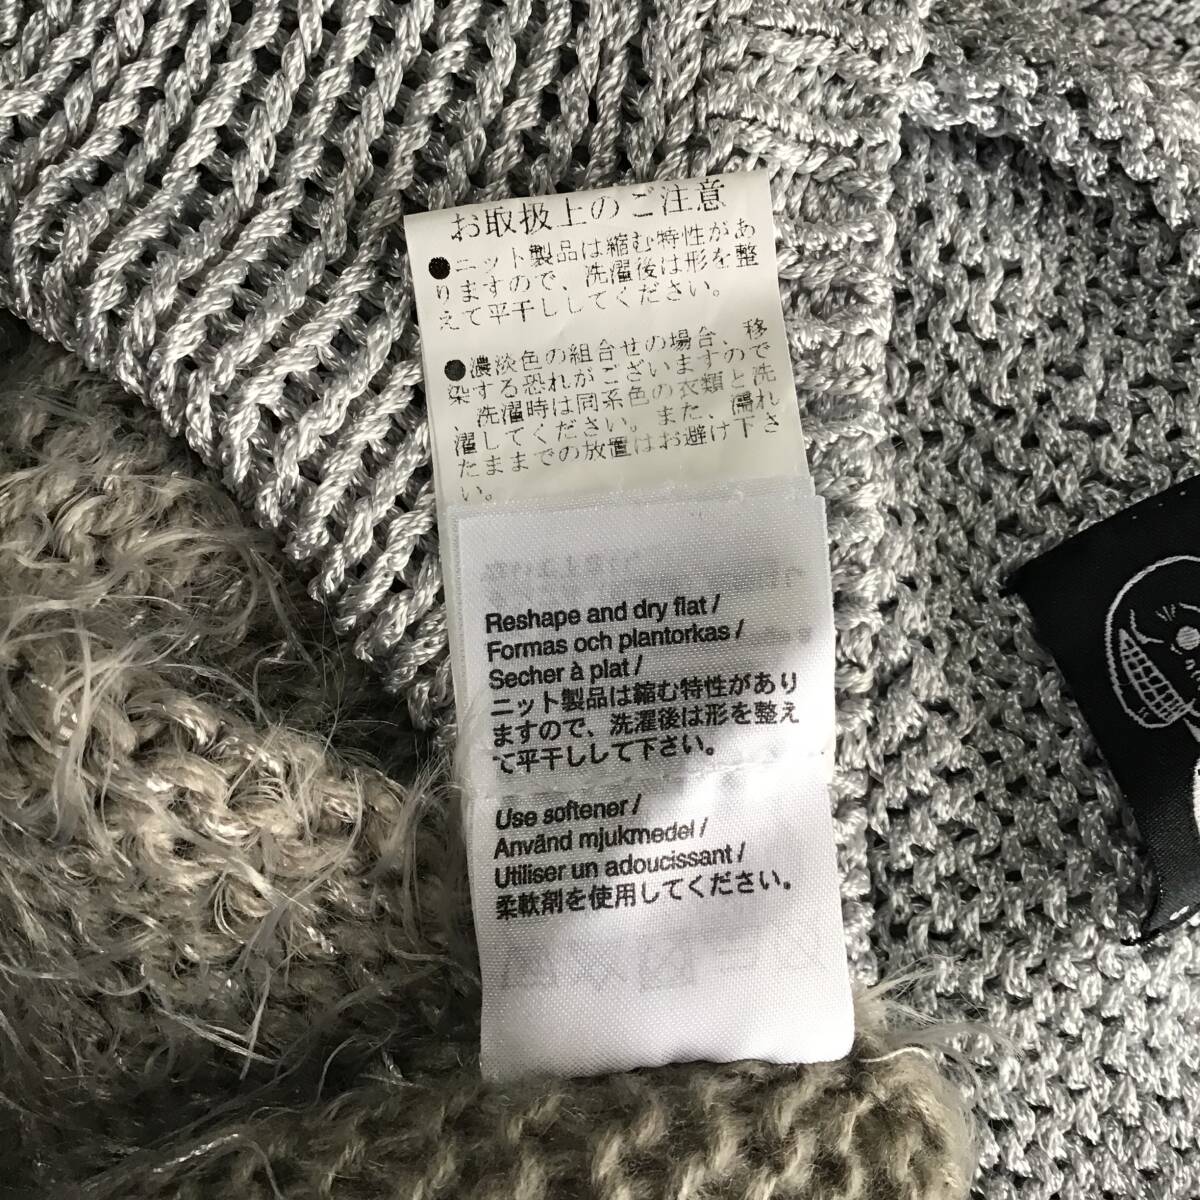 お取扱上のご注意
●ニット製品は縮む特性があ
りますので、洗濯後は形を整
えて平干ししてください。
●濃淡色の組合せの場合、移
染する恐れがございますので
、洗濯時は同系色の衣類と洗
濯してください。また、濡れ
たままでの放置はお避け下さ
い。
Reshape and dry flat /
Formas och plantorkas /
Secher à plat /
ニット製品は縮む特性があり
ますので、洗濯後は形を整え
て平干しして下さい。
Use softener /
Använd mjukmedel /
Utiliser un adoucissant /
柔軟剤を使用してください。